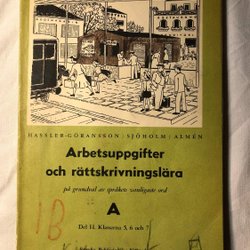 HASSLER-GÖRANSSON / SJÖHOLM / ALMÉN
Arbetsuppgifter
och rättskrivningslära
på grundval av språkets vanligaste ord
A
Del II. Klasserna 5, 6 och 7
1B